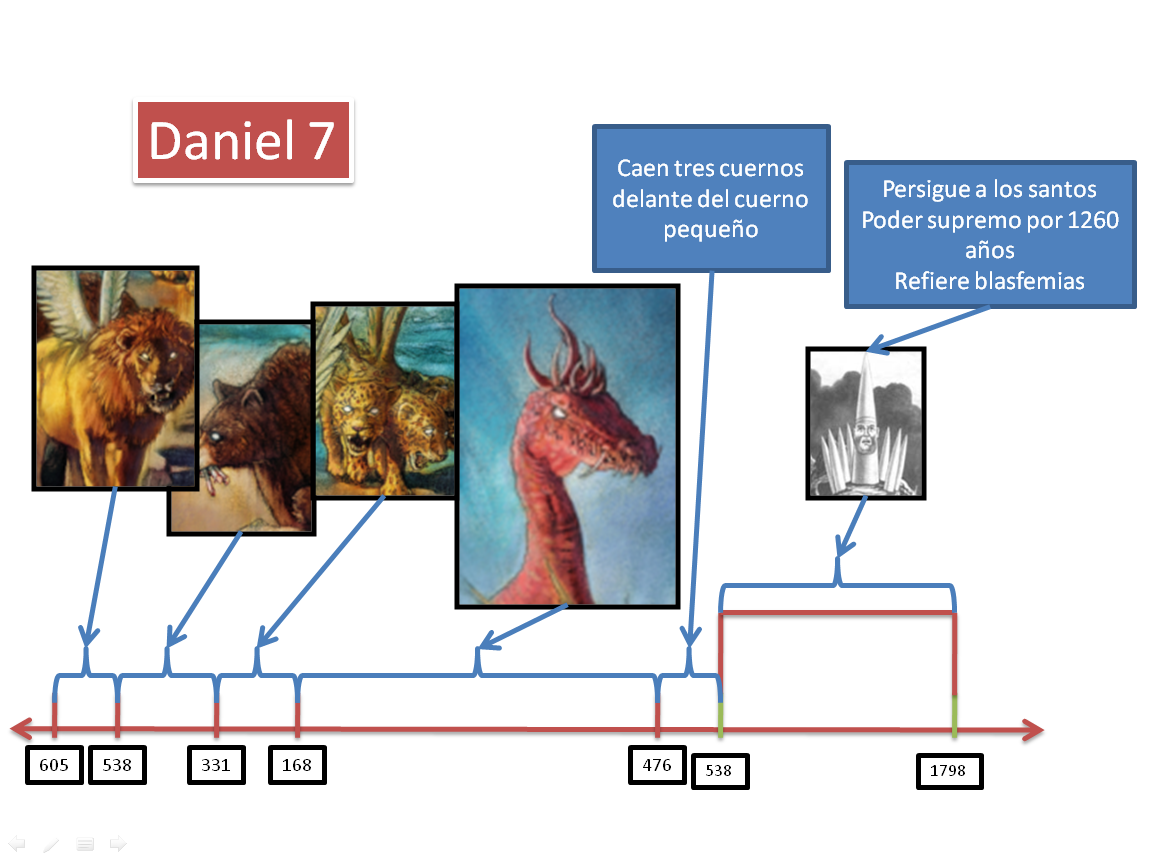 Daniel 7
Caen tres cuernos
delante del cuerno
pequeño
Persigue a los santos
Poder supremo por 1260
años
Refiere blasfemias
605
538
331
168
476
538
1798